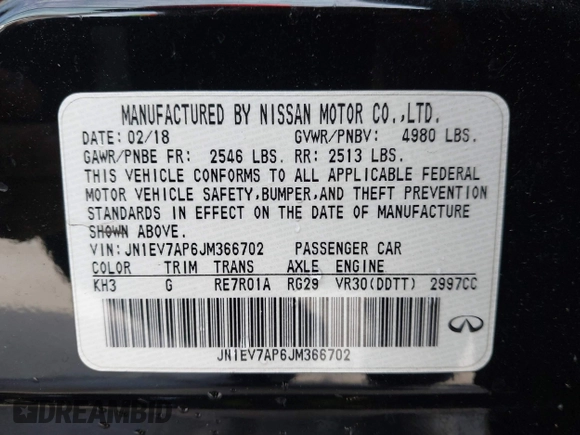 MANUFACTURED BY NISSAN MOTOR CO.,LTD.
DATE: 02/18 GVWR/PNBV: 4980 LBS.
GAWR/PNBE FR: 2546 LBS. RR: 2513 LBS.
THIS VEHICLE CONFORMS TO ALL APPLICABLE FEDERAL
MOTOR VEHICLE SAFETY,BUMPER,AND THEFT PREVENTION
STANDARDS IN EFFECT ON THE DATE OF MANUFACTURE
SHOWN ABOVE.
VIN: JN1EV7AP6JM366702 PASSENGER CAR
COLOR TRIM TRANS AXLE ENGINE
KH3 G RE7R01A RG29 VR30(DDTT) 2997CC
JN1EV7AP6JM366702
DREAMBID